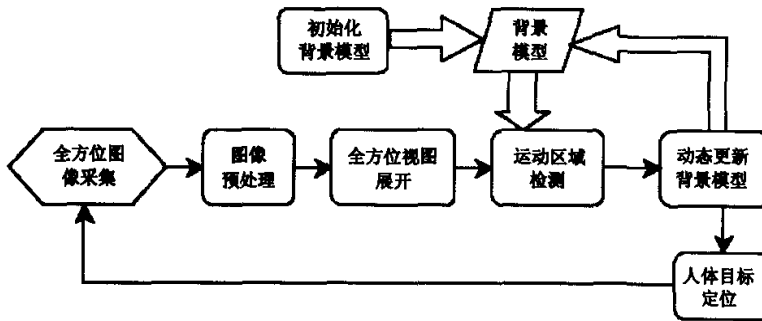 初始化
背景模型
背景
模型
全方位图
像采集
图像
预处理
全方位视图
展开
运动区域
检测
动态更新
背景模型
人体目标
定位